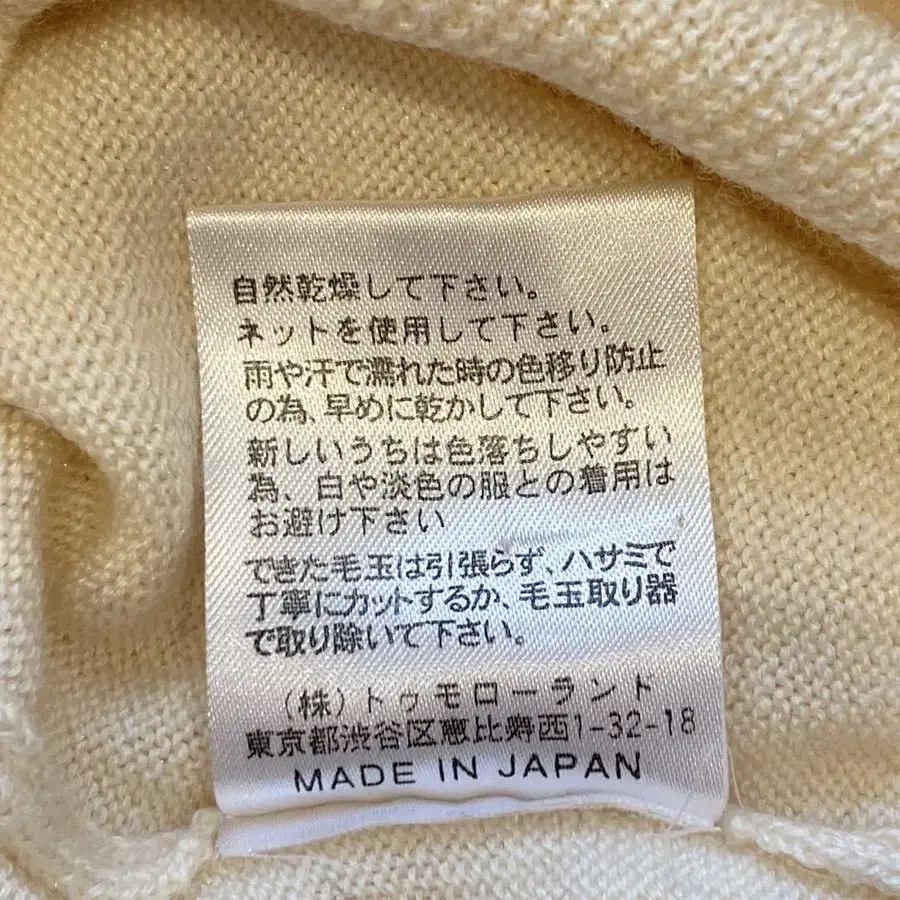 自然乾燥して下さい。
ネットを使用して下さい。
雨や汗で濡れた時の色移り防止
の為、早めに乾かして下さい。
新しいうちは色落ちしやすい
為、白や淡色の服との着用は
お避け下さい
できた毛玉は引張らず、ハサミで
丁寧にカットするか、毛玉取り器
で取り除いて下さい。
(株)トゥモローランド
東京都渋谷区恵比寿西1-32-18
MADE IN JAPAN